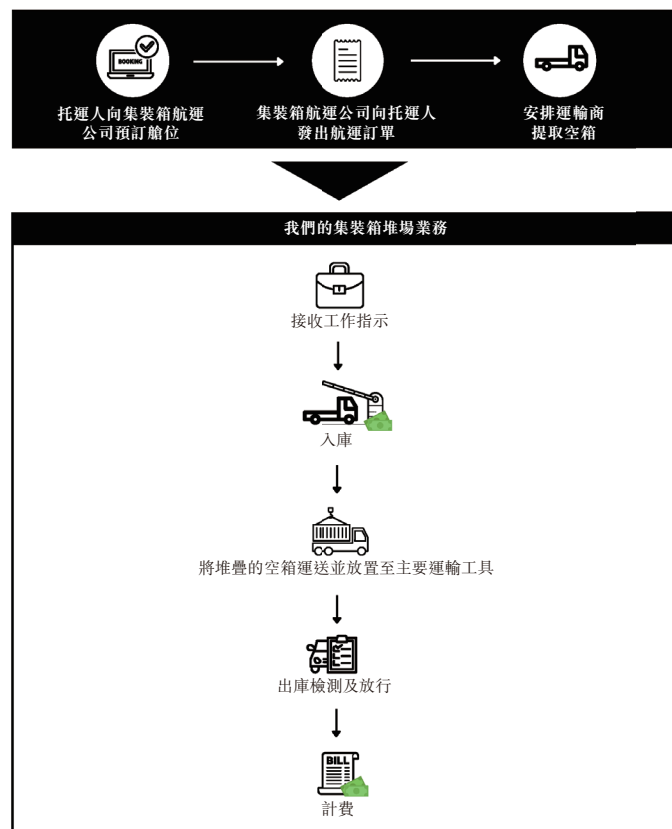 BOOKING
托運人向集裝箱航運
公司預訂艙位
集裝箱航運公司向托運人
發出航運訂單
安排運輸商
提取空箱
我們的集裝箱堆場業務
接收工作指示
入庫
將堆疊的空箱運送並放置至主要運輸工具
出庫檢測及放行
BILL
計費